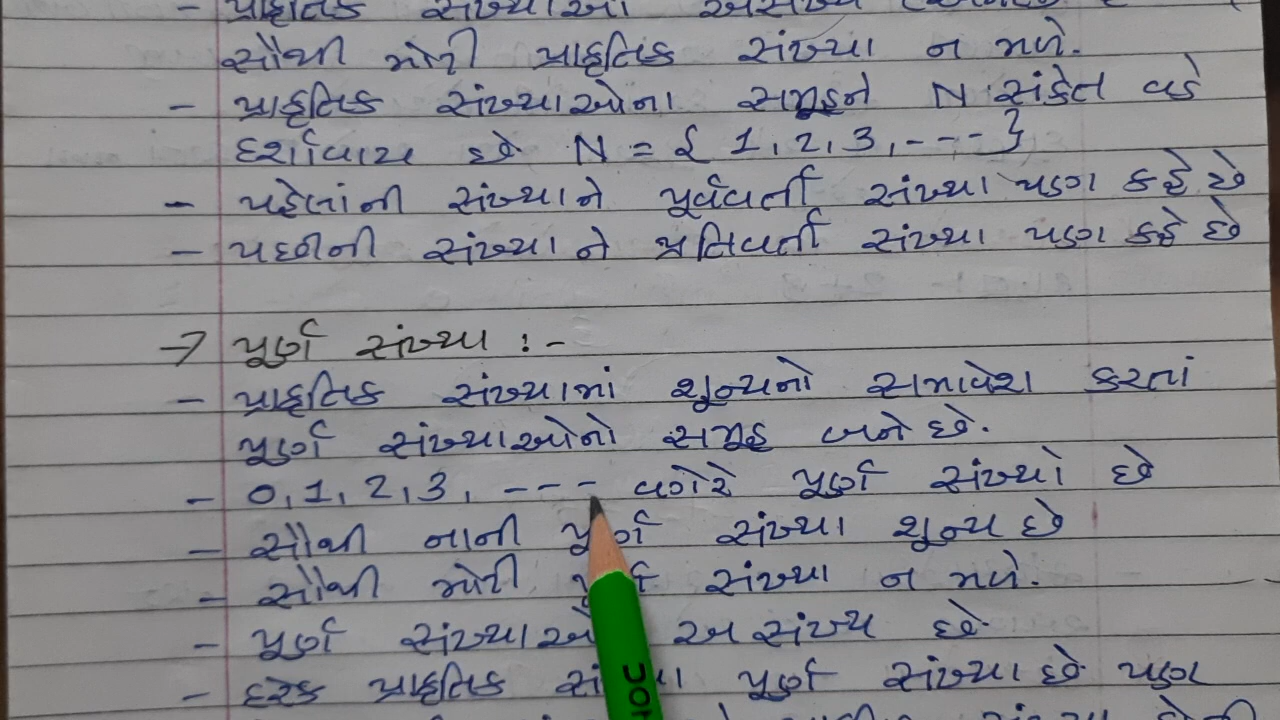 - પ્રાકૃતિક સંખ્યાઓ અસંખ્ય
સૌથી મોટી પ્રાકૃતિક સંખ્યા ન મળે.
- પ્રાકૃતિક સંખ્યાઓના સમૂહને N સંકેત વડે
દર્શાવાય છે N = { 1, 2, 3, --- }
- પહેલાંની સંખ્યાને પૂર્વવર્તી સંખ્યા પણ કહે છે
- પછીની સંખ્યાને પ્રતિવર્તી સંખ્યા પણ કહે છે
→ પૂર્ણ સંખ્યા :-
- પ્રાકૃતિક સંખ્યામાં શૂન્યનો સમાવેશ કરતાં
પૂર્ણ સંખ્યાઓનો સમૂહ બને છે.
- 0, 1, 2, 3, --- વગેરે પૂર્ણ સંખ્યો છે
- સૌથી નાની પૂર્ણ સંખ્યા શૂન્ય છે
- સૌથી મોટી પૂર્ણ સંખ્યા ન મળે.
- પૂર્ણ સંખ્યાઓ અસંખ્ય છે
- દરેક પ્રાકૃતિક સંખ્યા પૂર્ણ સંખ્યા છે પણ